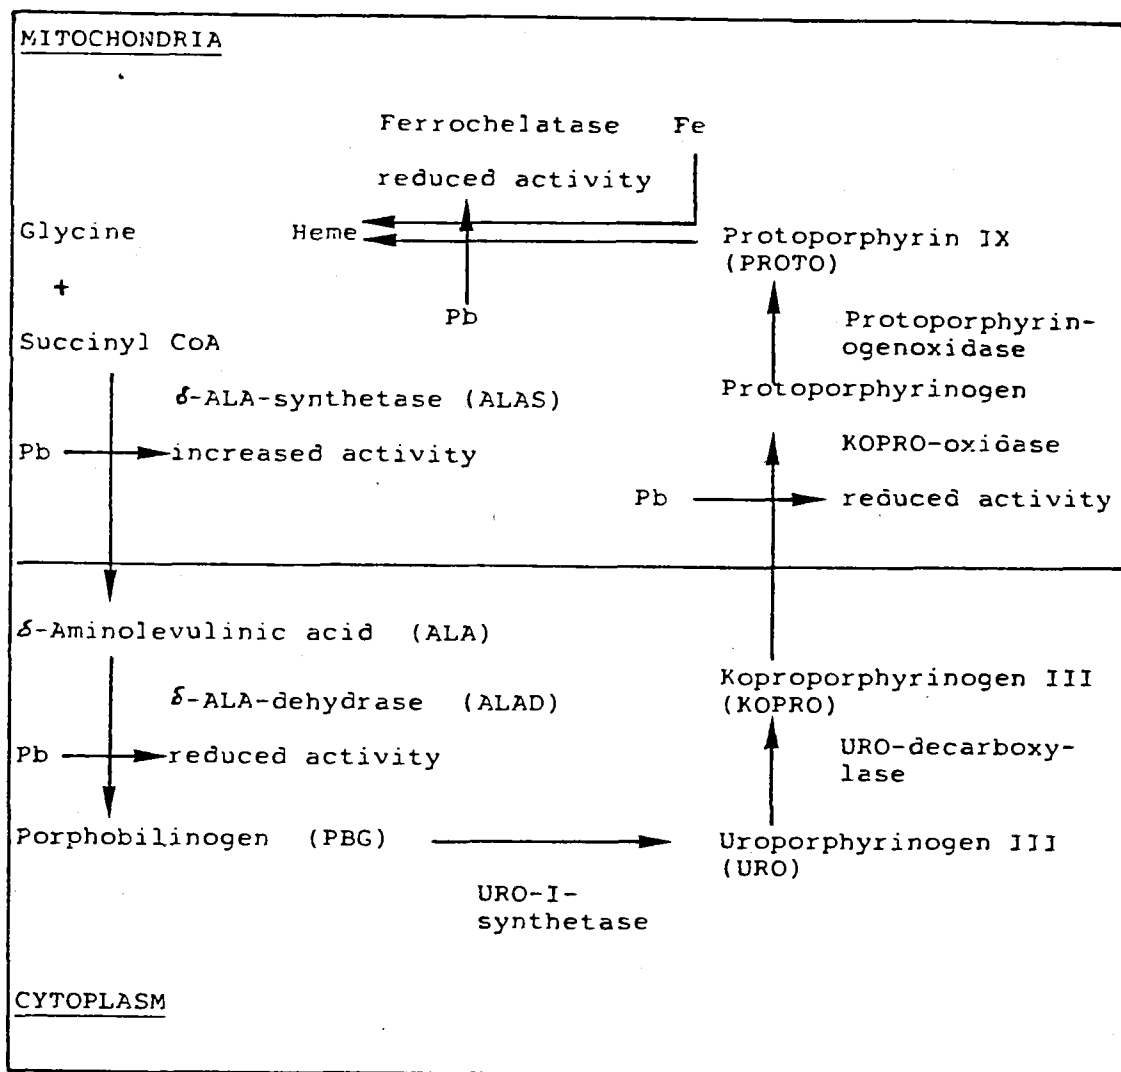 MITOCHONDRIA
Ferrochelatase Fe
reduced activity
Glycine
+
Succinyl CoA
Heme
Protoporphyrin IX
(PROTO)
Pb
Protoporphyrin-
ogenoxidase
Protoporphyrinogen
δ-ALA-synthetase (ALAS)
Pb
increased activity
KOPRO-oxidase
Pb
reduced activity
δ-Aminolevulinic acid (ALA)
δ-ALA-dehydrase (ALAD)
Pb
reduced activity
Porphobilinogen (PBG)
Koproporphyrinogen III
(KOPRO)
URO-decarboxy-
lase
Uroporphyrinogen III
(URO)
URO-I-
synthetase
CYTOPLASM